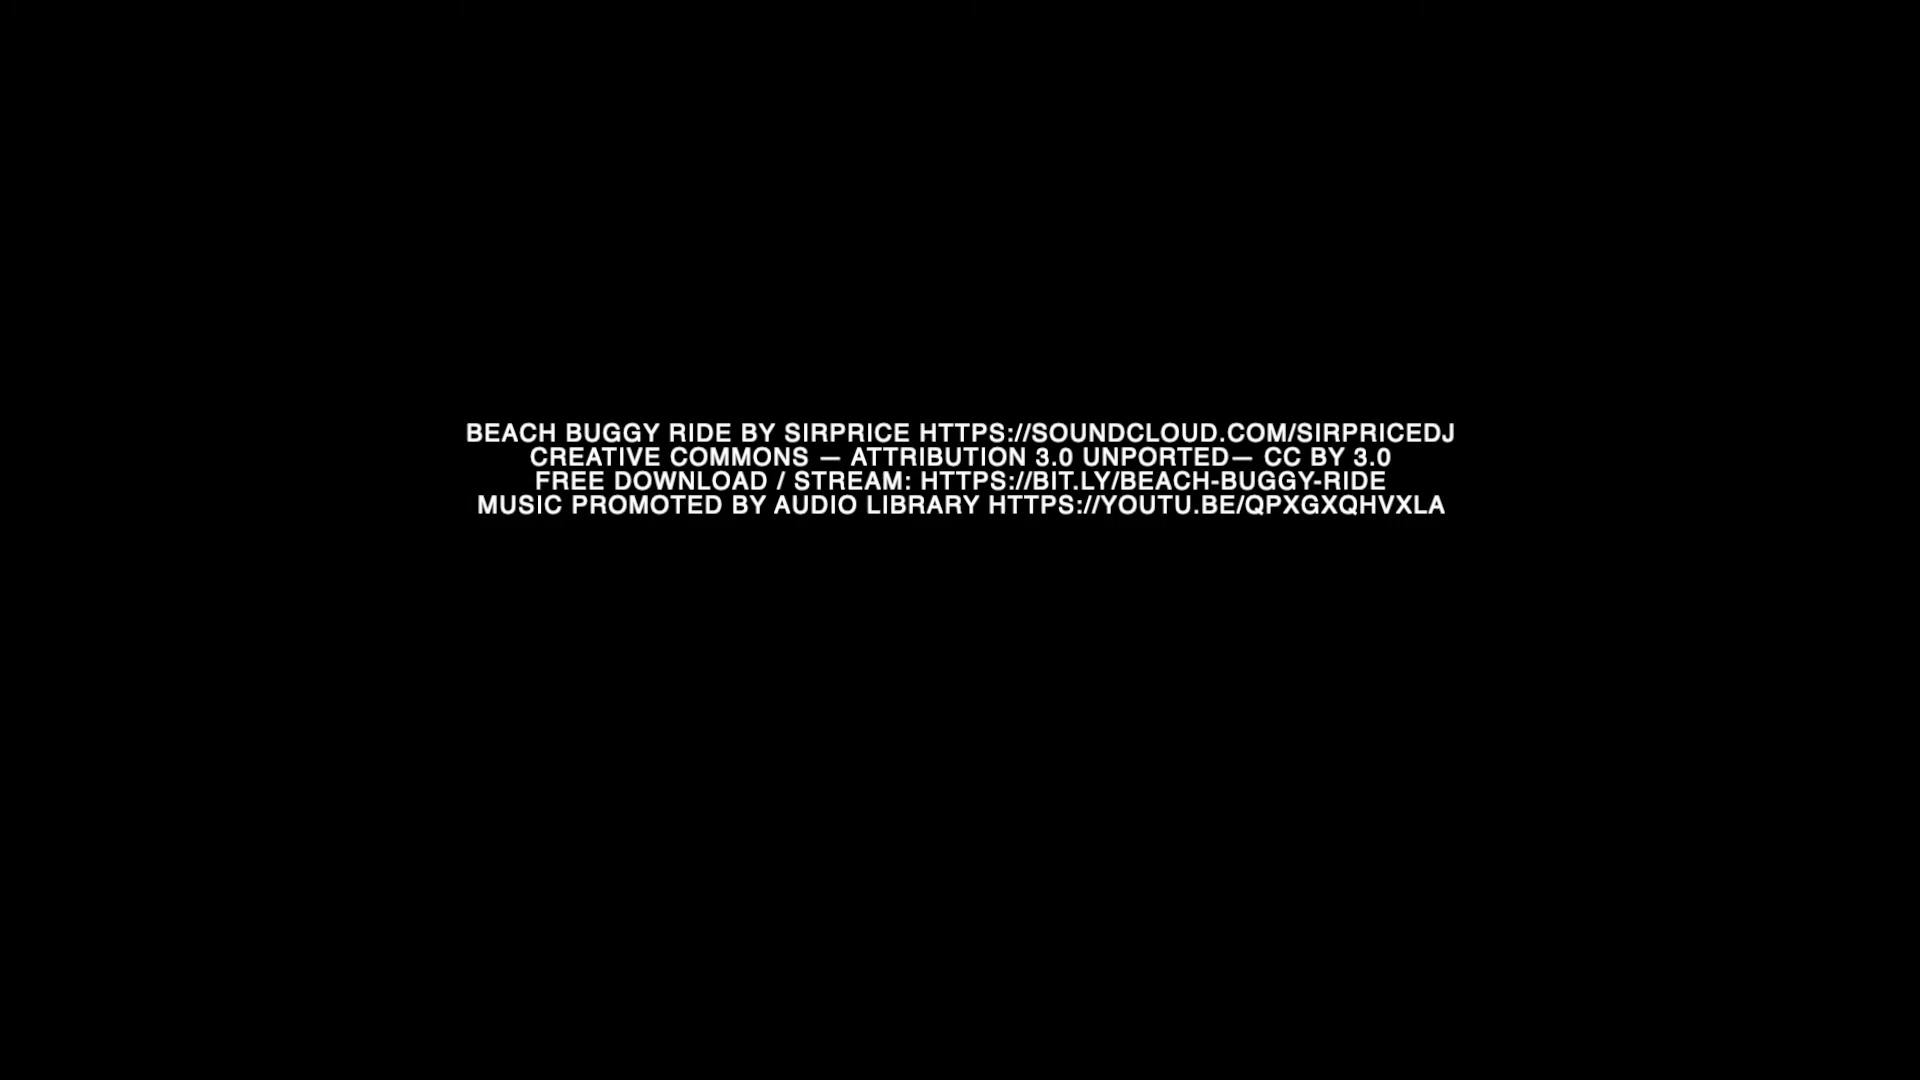 BEACH BUGGY RIDE BY SIRPRICE HTTPS://SOUNDCLOUD.COM/SIRPRICEDJ
CREATIVE COMMONS — ATTRIBUTION 3.0 UNPORTED— CC BY 3.0
FREE DOWNLOAD / STREAM: HTTPS://BIT.LY/BEACH-BUGGY-RIDE
MUSIC PROMOTED BY AUDIO LIBRARY HTTPS://YOUTU.BE/QPXGXQHVXLA